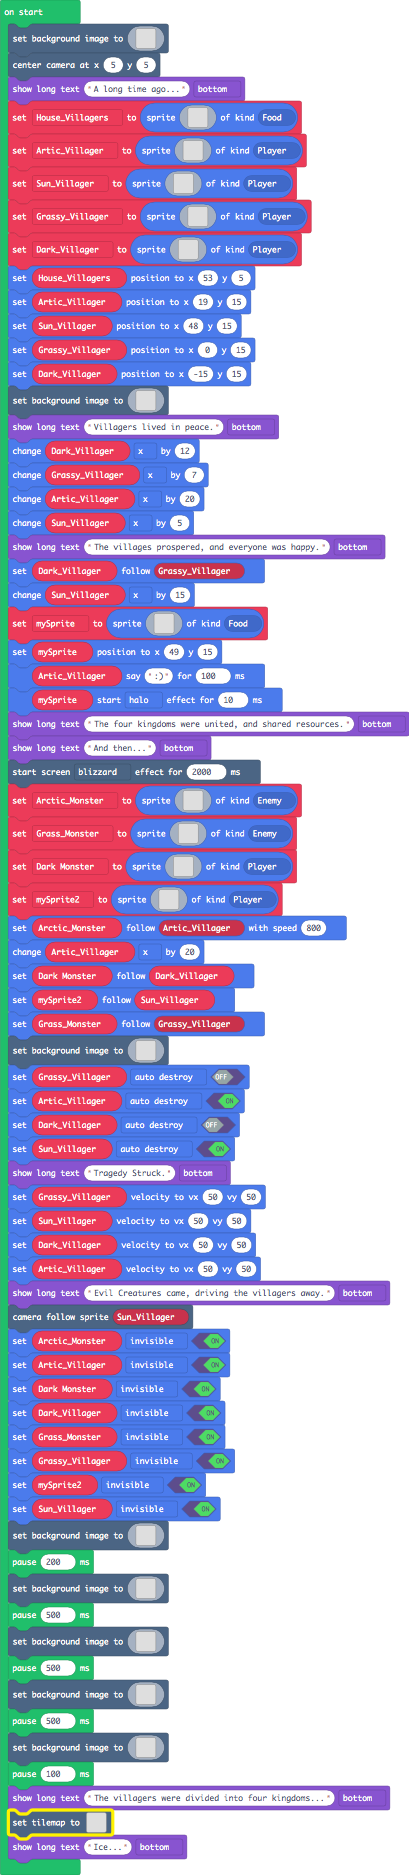 on start
set background image to
center camera at x 5 y 5
show long text "A long time ago..." bottom
set House_Villagers to sprite of kind Food
set Artic_Villager to sprite of kind Player
set Sun_Villager to sprite of kind Player
set Grassy_Villager to sprite of kind Player
set Dark_Villager to sprite of kind Player
set House_Villagers position to x 53 y 5
set Artic_Villager position to x 19 y 15
set Sun_Villager position to x 48 y 15
set Grassy_Villager position to x 0 y 15
set Dark_Villager position to x -15 y 15
set background image to
show long text "Villagers lived in peace." bottom
change Dark_Villager x by 12
change Grassy_Villager x by 7
change Artic_Villager x by 20
change Sun_Villager x by 5
show long text "The villages prospered, and everyone was happy." bottom
set Dark_Villager follow Grassy_Villager
change Sun_Villager x by 15
set mySprite to sprite of kind Food
set mySprite position to x 49 y 15
Artic_Villager say ":)" for 100 ms
mySprite start halo effect for 10 ms
show long text "The four kingdoms were united, and shared resources." bottom
show long text "And then..." bottom
start screen blizzard effect for 2000 ms
set Arctic_Monster to sprite of kind Enemy
set Grass_Monster to sprite of kind Enemy
set Dark Monster to sprite of kind Player
set mySprite2 to sprite of kind Player
set Arctic_Monster follow Artic_Villager with speed 800
change Artic_Villager x by 20
set Dark Monster follow Dark_Villager
set mySprite2 follow Sun_Villager
set Grass_Monster follow Grassy_Villager
set background image to
set Grassy_Villager auto destroy OFF
set Artic_Villager auto destroy ON
set Dark_Villager auto destroy OFF
set Sun_Villager auto destroy ON
show long text "Tragedy Struck." bottom
set Grassy_Villager velocity to vx 50 vy 50
set Sun_Villager velocity to vx 50 vy 50
set Dark_Villager velocity to vx 50 vy 50
set Artic_Villager velocity to vx 50 vy 50
show long text "Evil Creatures came, driving the villagers away." bottom
camera follow sprite Sun_Villager
set Arctic_Monster invisible ON
set Artic_Villager invisible ON
set Dark Monster invisible ON
set Dark_Villager invisible ON
set Grass_Monster invisible ON
set Grassy_Villager invisible ON
set mySprite2 invisible ON
set Sun_Villager invisible ON
set background image to
pause 200 ms
set background image to
pause 500 ms
set background image to
pause 500 ms
set background image to
pause 500 ms
set background image to
pause 100 ms
show long text "The villagers were divided into four kingdoms..." bottom
set tilemap to
show long text "Ice..." bottom